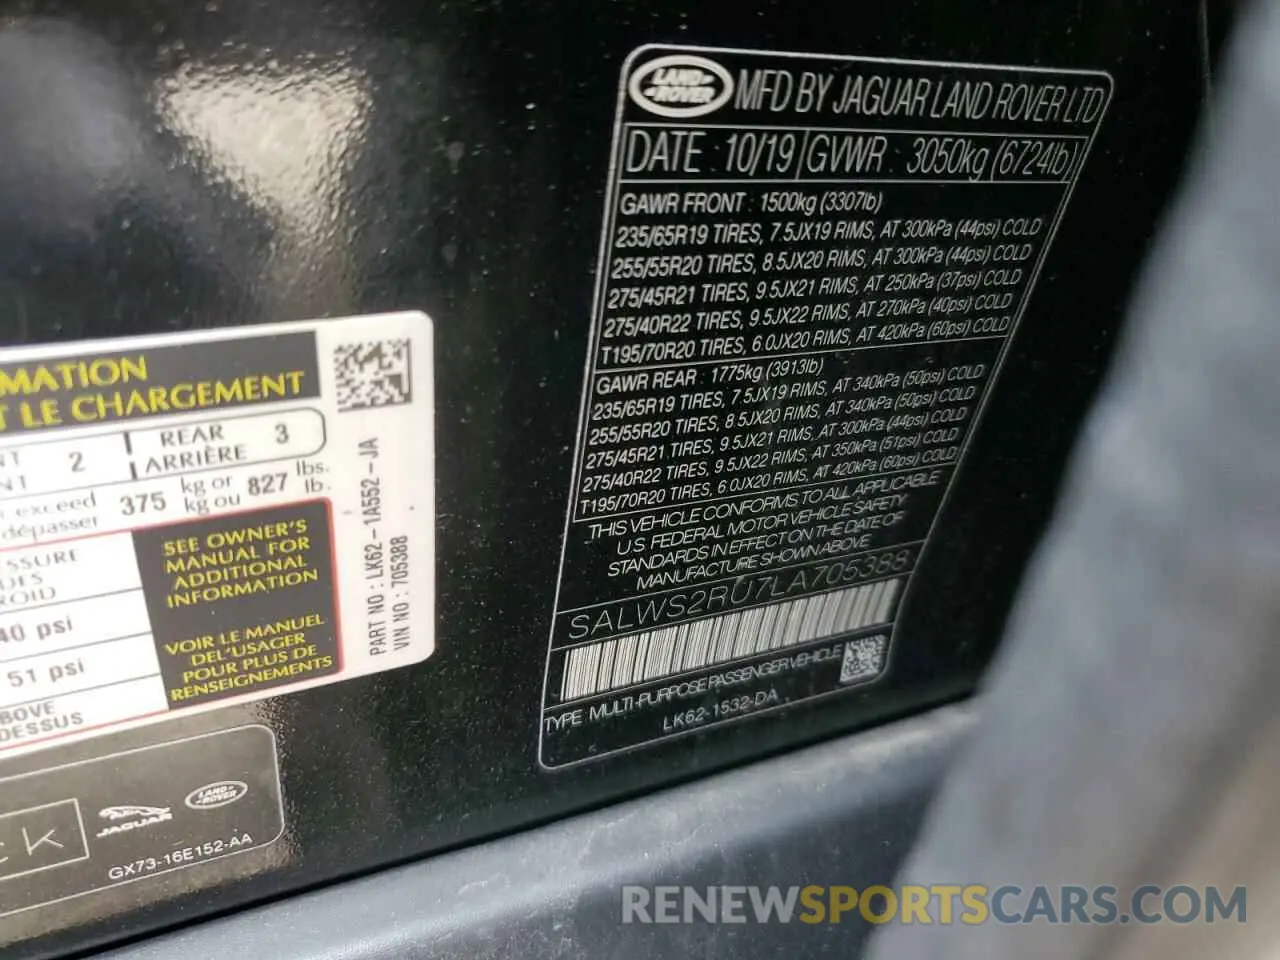 LAND ROVER
MFD BY JAGUAR LAND ROVER LTD
DATE : 10/19 GVWR : 3050kg (6724lb)
GAWR FRONT : 1500kg (3307lb)
235/65R19 TIRES, 7.5JX19 RIMS, AT 300kPa (44psi) COLD
255/55R20 TIRES, 8.5JX20 RIMS, AT 300kPa (44psi) COLD
275/45R21 TIRES, 9.5JX21 RIMS, AT 250kPa (37psi) COLD
275/40R22 TIRES, 9.5JX22 RIMS, AT 270kPa (40psi) COLD
T195/70R20 TIRES, 6.0JX20 RIMS, AT 420kPa (60psi) COLD
GAWR REAR : 1775kg (3913lb)
235/65R19 TIRES, 7.5JX19 RIMS, AT 340kPa (50psi) COLD
255/55R20 TIRES, 8.5JX20 RIMS, AT 340kPa (50psi) COLD
275/45R21 TIRES, 9.5JX21 RIMS, AT 300kPa (44psi) COLD
275/40R22 TIRES, 9.5JX22 RIMS, AT 350kPa (51psi) COLD
T195/70R20 TIRES, 6.0JX20 RIMS, AT 420kPa (60psi) COLD
THIS VEHICLE CONFORMS TO ALL APPLICABLE
U.S. FEDERAL MOTOR VEHICLE SAFETY
STANDARDS IN EFFECT ON THE DATE OF
MANUFACTURE SHOWN ABOVE
SALWS2RU7LA705388
TYPE MULTI-PURPOSE PASSENGER VEHICLE
LK62-1532-DA
MATION
T LE CHARGEMENT
NT 2 REAR 3
NT ARRIÈRE
exceed 375 kg or 827 lbs.
dépasser kg ou lb.
SSURE
DES
ROID
40 psi
51 psi
BOVE
DESSUS
SEE OWNER'S
MANUAL FOR
ADDITIONAL
INFORMATION
VOIR LE MANUEL
DEL'USAGER
POUR PLUS DE
RENSEIGNEMENTS
PART NO : LK62-1A552-JA
VIN NO : 705388
ck
JAGUAR
LAND ROVER
GX73-16E152-AA
RENEWSPORTSCARS.COM